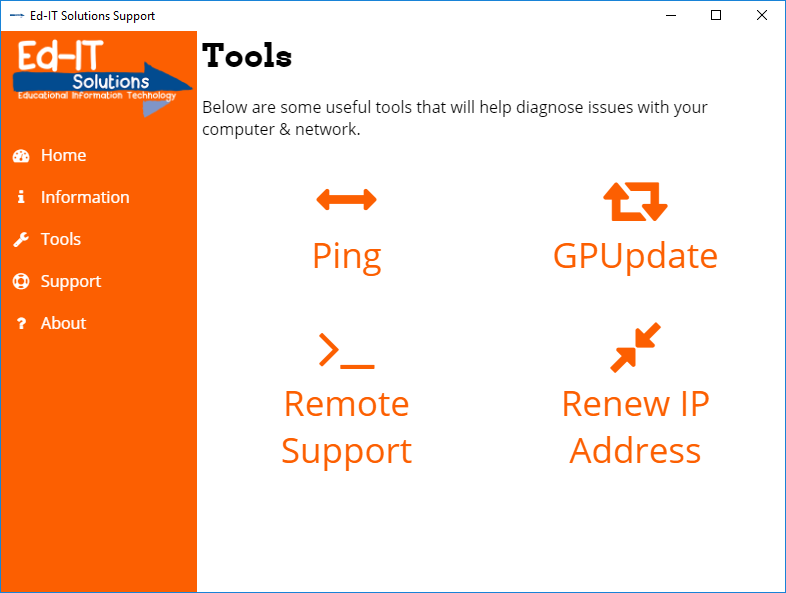 Ed-IT Solutions Support
Ed-IT
Solutions
Educational Information Technology
Home
Information
Tools
Support
About
Tools
Below are some useful tools that will help diagnose issues with your
computer & network.
Ping
GPUpdate
Remote
Support
Renew IP
Address